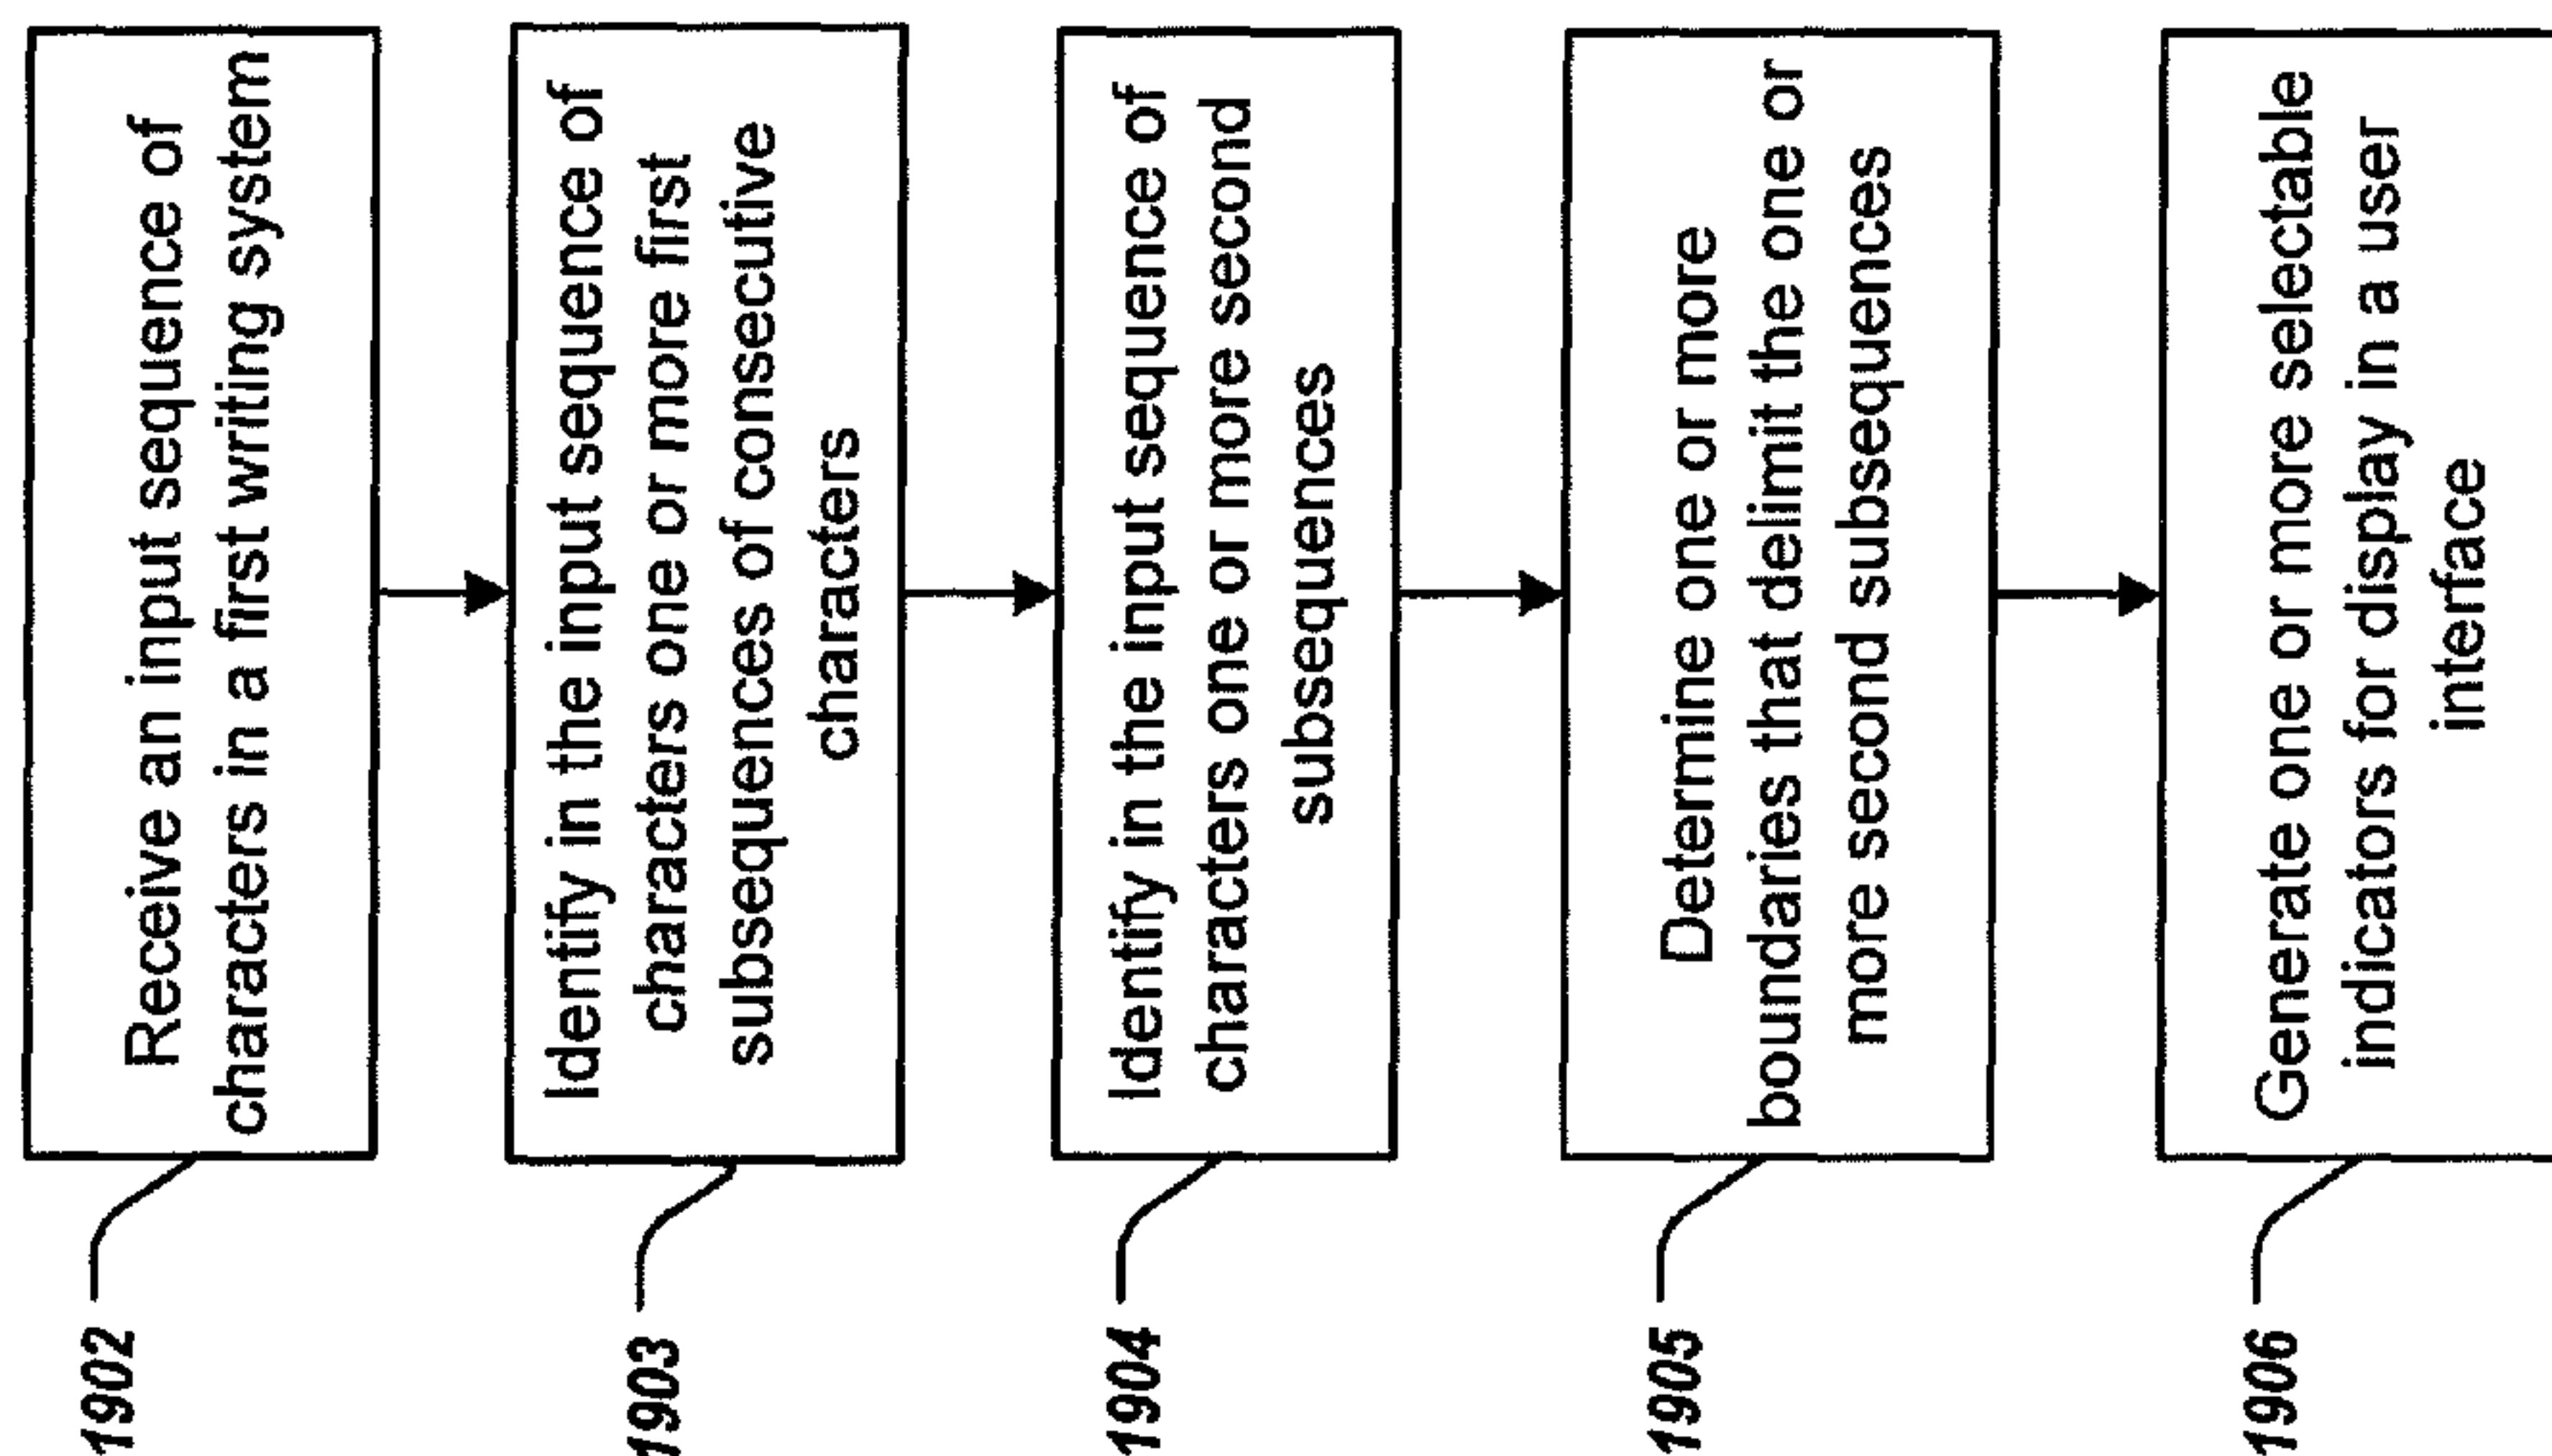 1902
Receive an input sequence of
characters in a first writing system
1903
Identify in the input sequence of
characters one or more first
subsequences of consecutive
characters
1904
Identify in the input sequence of
characters one or more second
subsequences
1905
Determine one or more
boundaries that delimit the one or
more second subsequences
1906
Generate one or more selectable
indicators for display in a user
interface